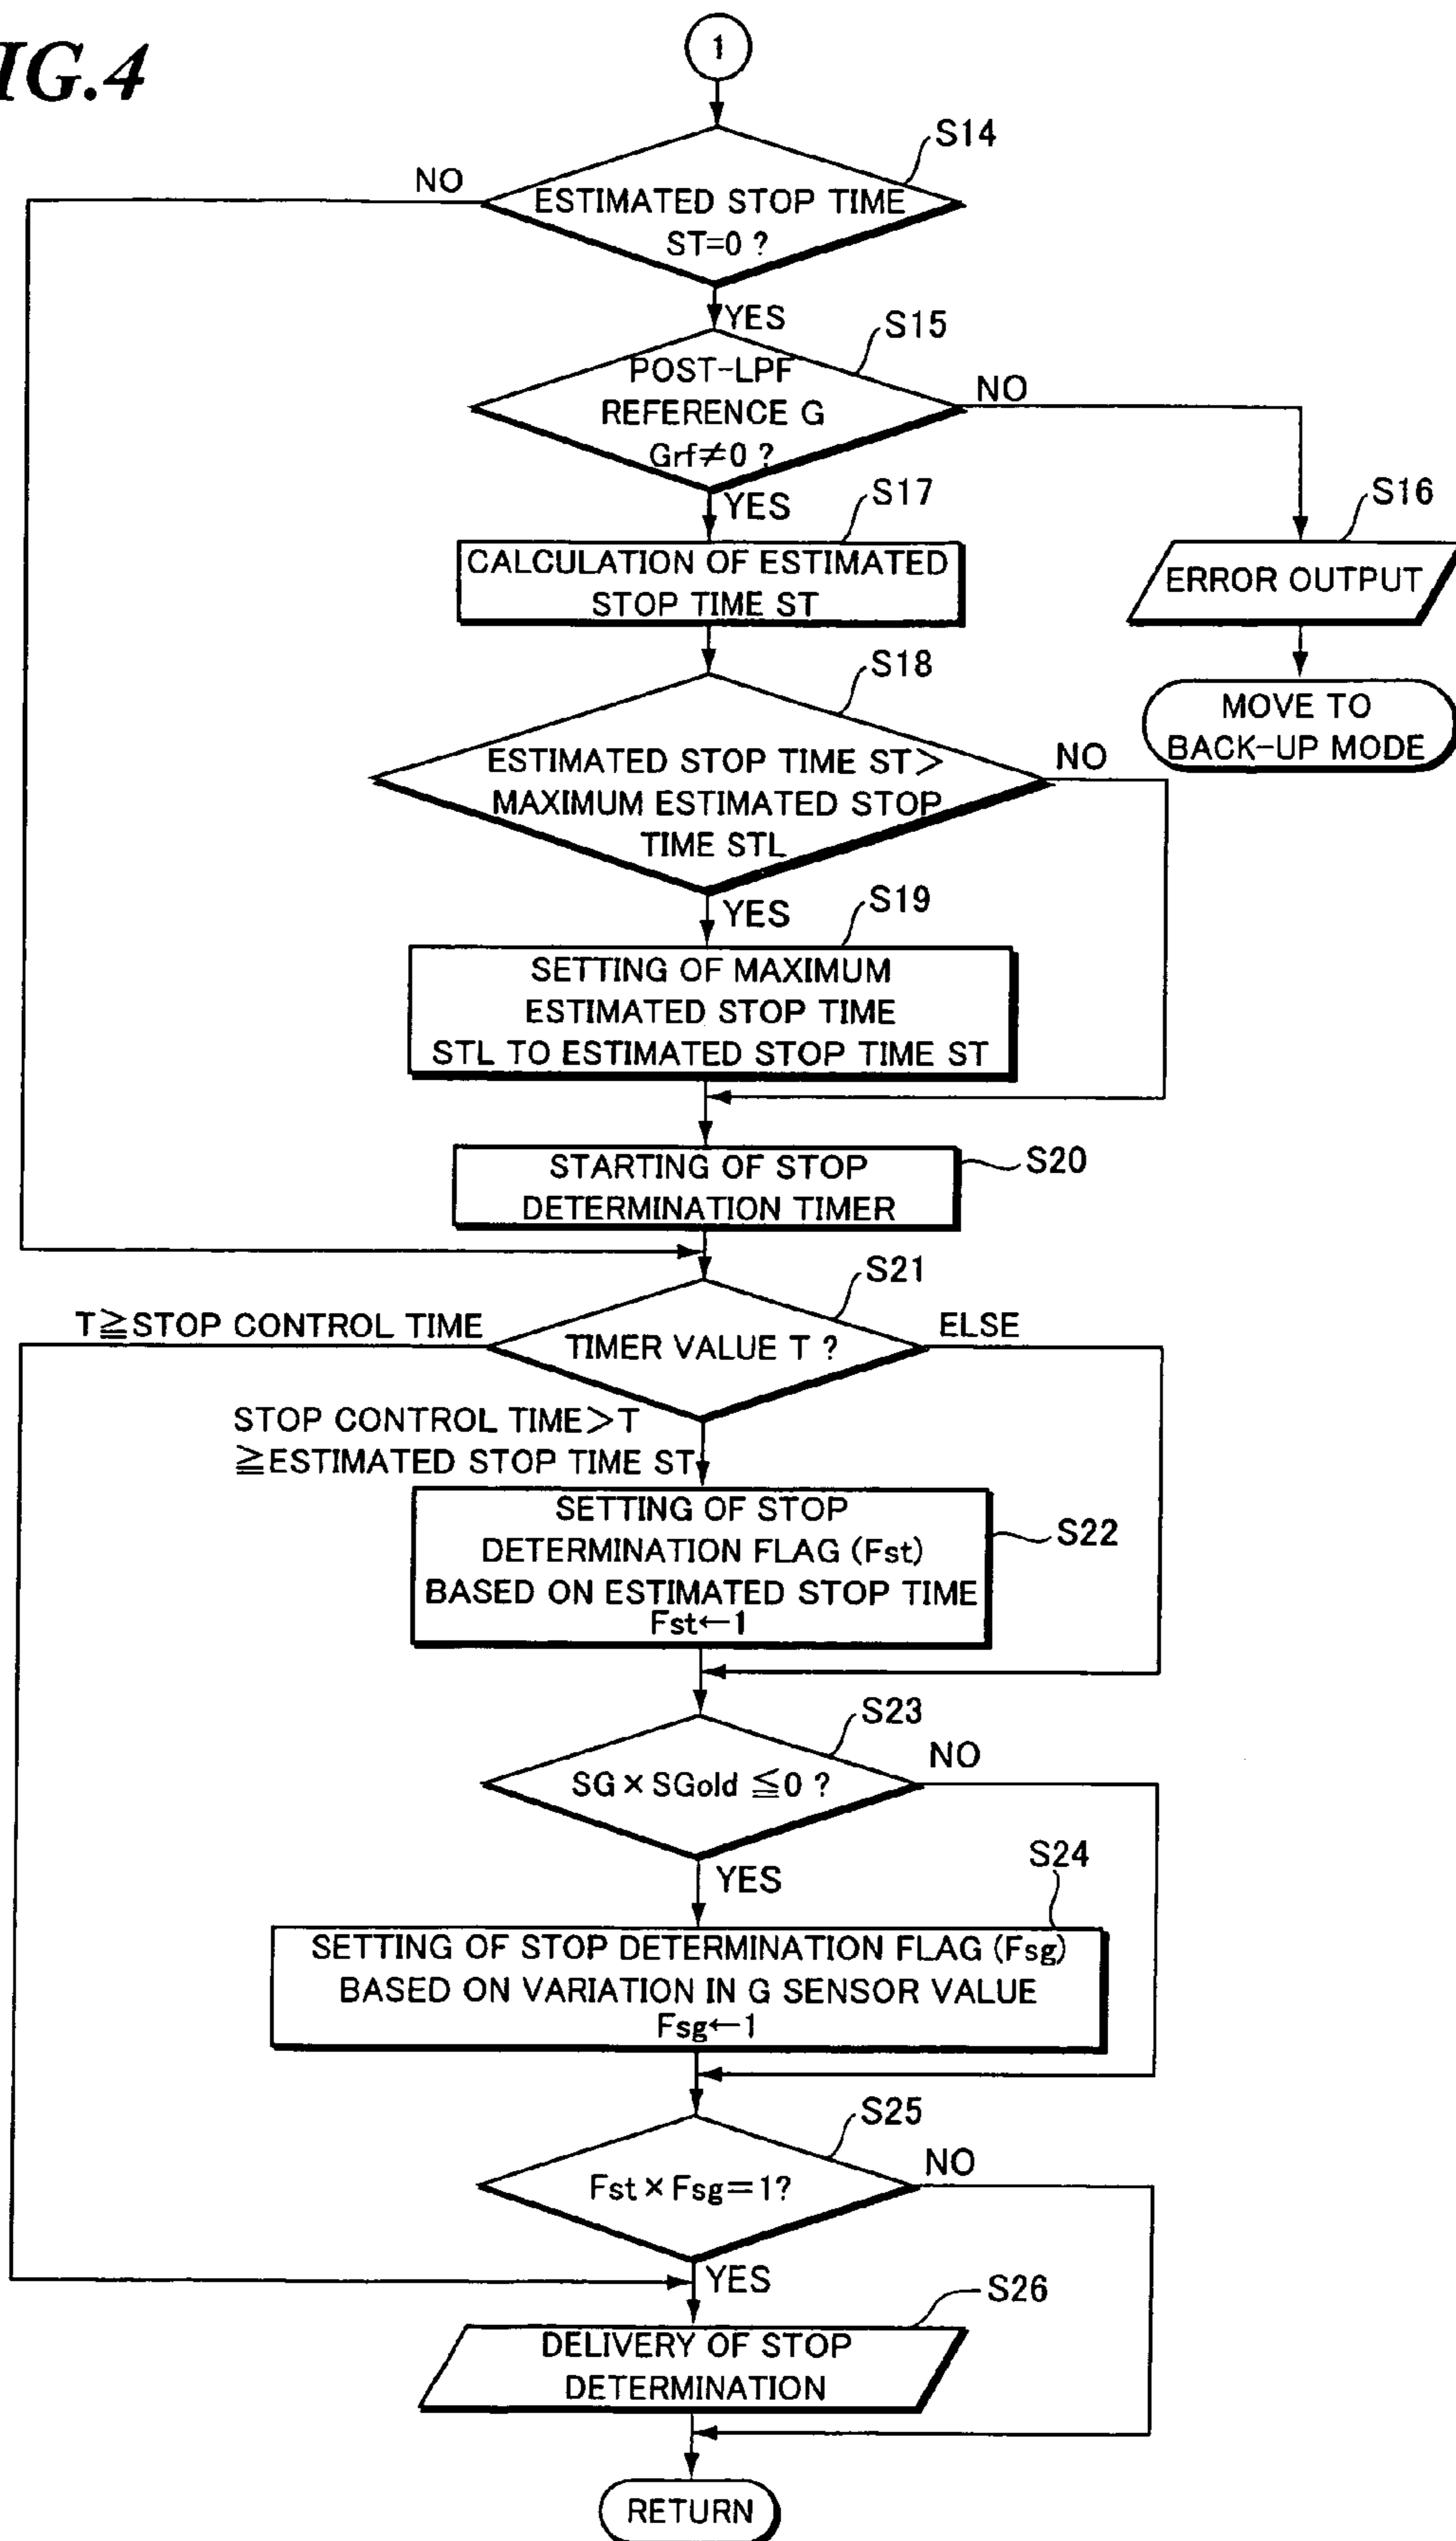 IG.4
1
S14
NO
ESTIMATED STOP TIME
ST=0 ?
YES
S15
POST-LPF
REFERENCE G
Grf≠0 ?
NO
YES
S17
S16
CALCULATION OF ESTIMATED
STOP TIME ST
ERROR OUTPUT
S18
MOVE TO
BACK-UP MODE
ESTIMATED STOP TIME ST>
MAXIMUM ESTIMATED STOP
TIME STL
NO
YES
S19
SETTING OF MAXIMUM
ESTIMATED STOP TIME
STL TO ESTIMATED STOP TIME ST
STARTING OF STOP
DETERMINATION TIMER
S20
S21
T≧STOP CONTROL TIME
TIMER VALUE T ?
ELSE
STOP CONTROL TIME>T
≧ESTIMATED STOP TIME ST
SETTING OF STOP
DETERMINATION FLAG (Fst)
BASED ON ESTIMATED STOP TIME
Fst←1
S22
S23
SG × SGold ≦0 ?
NO
YES
S24
SETTING OF STOP DETERMINATION FLAG (Fsg)
BASED ON VARIATION IN G SENSOR VALUE
Fsg←1
S25
Fst × Fsg=1?
NO
YES
S26
DELIVERY OF STOP
DETERMINATION
RETURN